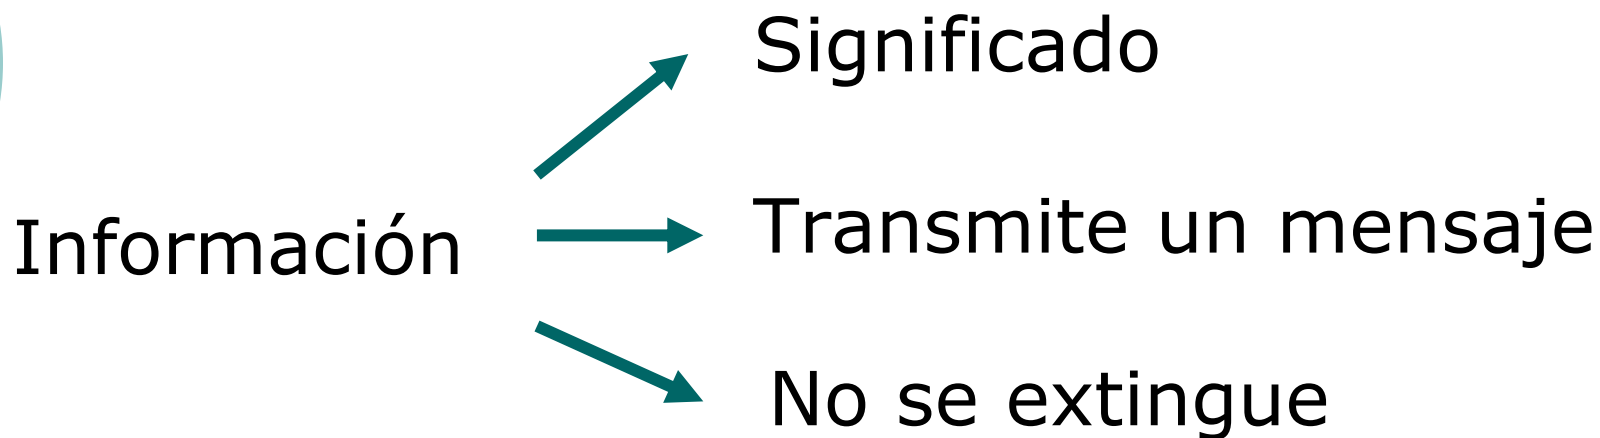 Significado
Transmite un mensaje
Información
No se extingue